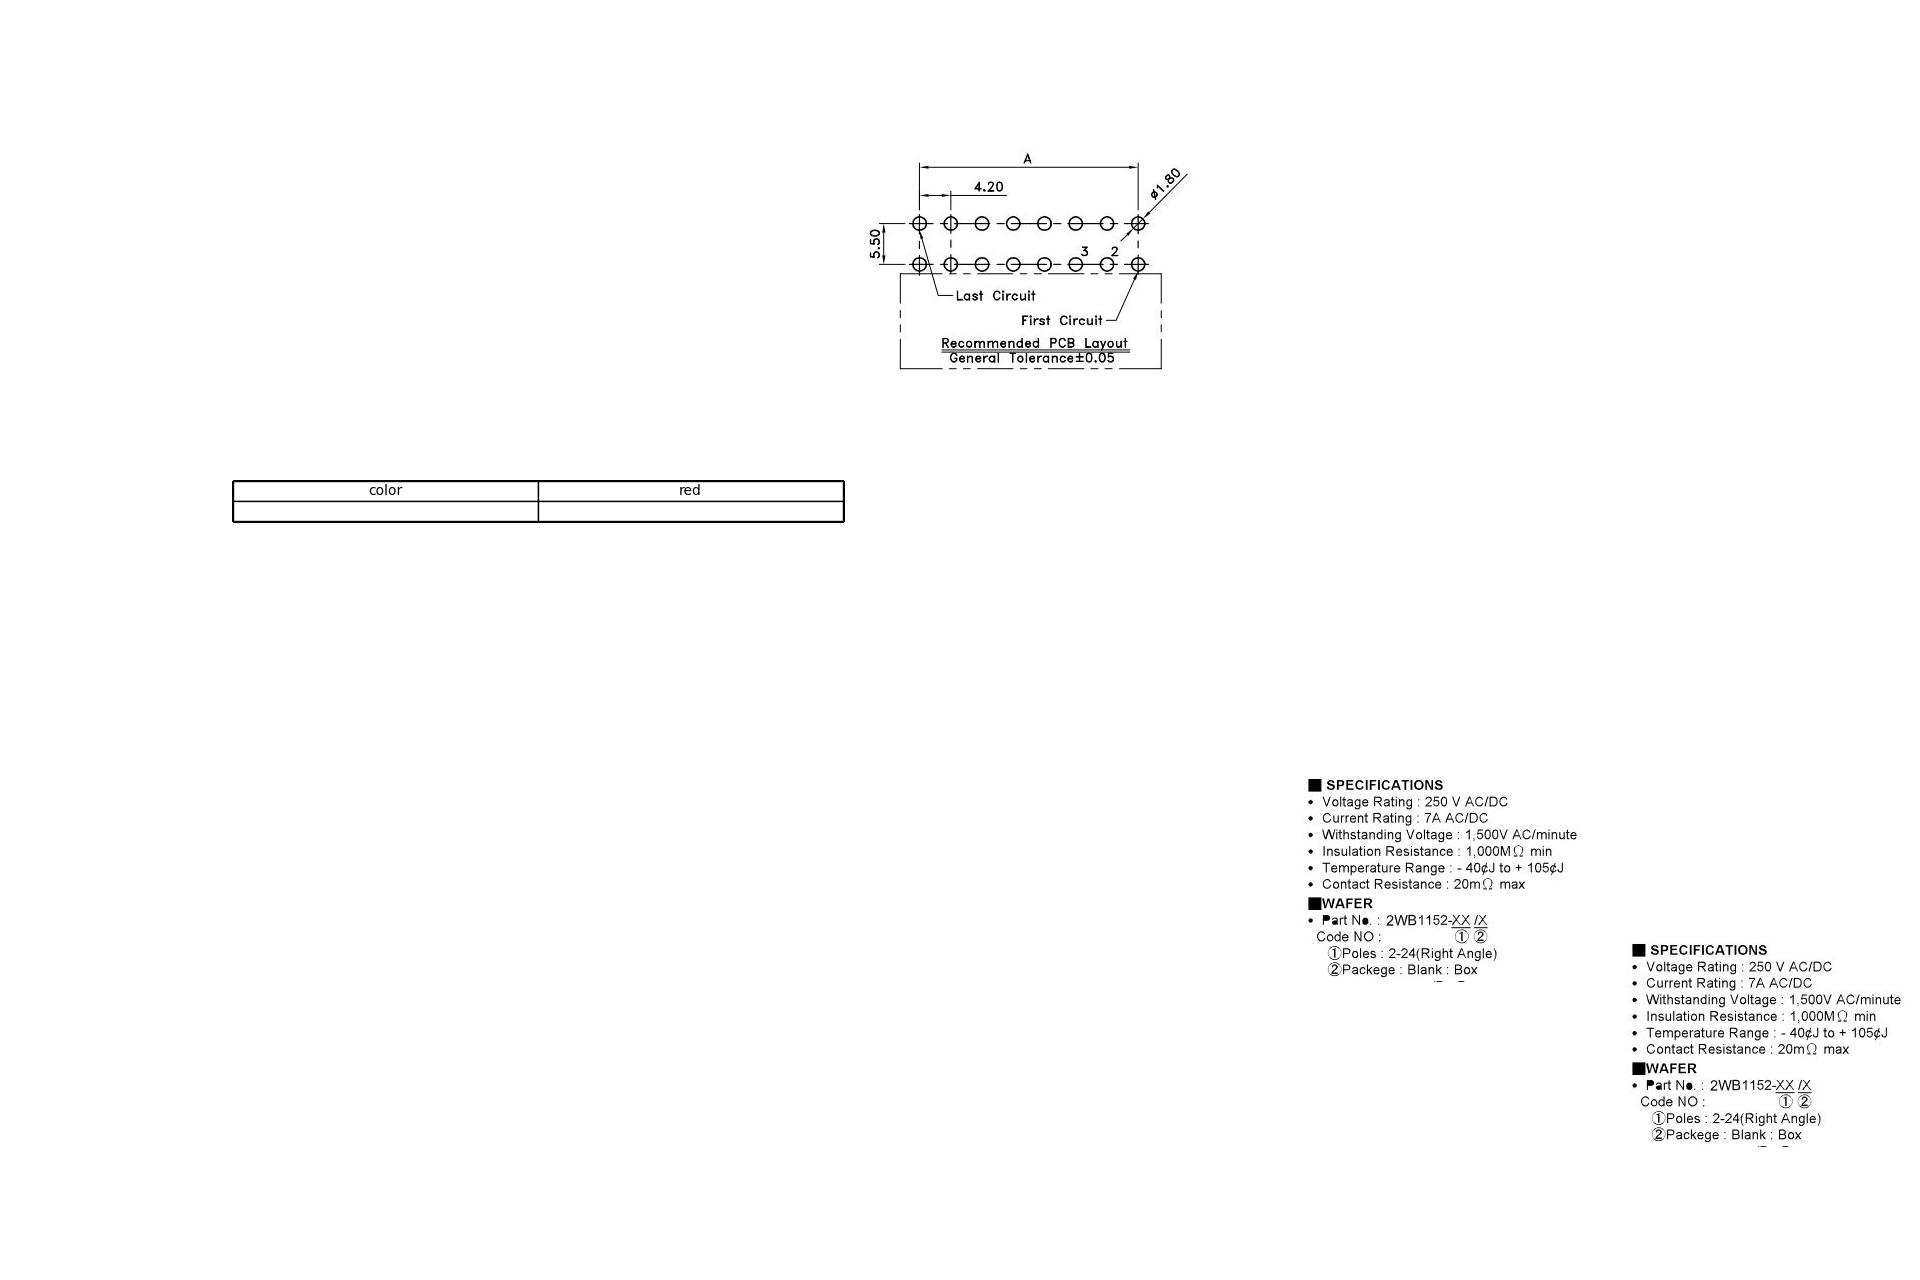 A
4.20
ø1.80
5.50
3 2
Last Circuit
First Circuit
Recommended PCB Layout
General Tolerance±0.05
color red
■ SPECIFICATIONS
• Voltage Rating : 250 V AC/DC
• Current Rating : 7A AC/DC
• Withstanding Voltage : 1,500V AC/minute
• Insulation Resistance : 1,000MΩ min
• Temperature Range : - 40¢J to + 105¢J
• Contact Resistance : 20mΩ max
■WAFER
• Part No. : 2WB1152-XX /X
Code NO : ① ②
①Poles : 2-24(Right Angle)
②Packege : Blank : Box
■ SPECIFICATIONS
• Voltage Rating : 250 V AC/DC
• Current Rating : 7A AC/DC
• Withstanding Voltage : 1,500V AC/minute
• Insulation Resistance : 1,000MΩ min
• Temperature Range : - 40¢J to + 105¢J
• Contact Resistance : 20mΩ max
■WAFER
• Part No. : 2WB1152-XX /X
Code NO : ① ②
①Poles : 2-24(Right Angle)
②Packege : Blank : Box